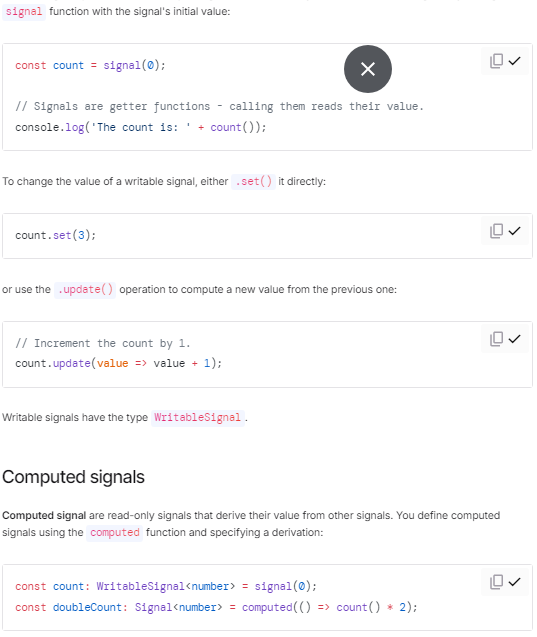 signal function with the signal's initial value:
const count = signal(0);
// Signals are getter functions - calling them reads their value.
console.log('The count is: ' + count());
To change the value of a writable signal, either .set() it directly:
count.set(3);
or use the .update() operation to compute a new value from the previous one:
// Increment the count by 1.
count.update(value => value + 1);
Writable signals have the type WritableSignal.
Computed signals
Computed signal are read-only signals that derive their value from other signals. You define computed
signals using the computed function and specifying a derivation:
const count: WritableSignal<number> = signal(0);
const doubleCount: Signal<number> = computed(() => count() * 2);